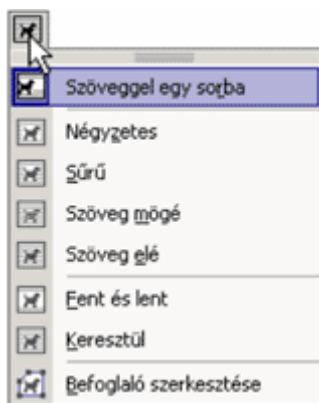 Szöveggel egy sorba
Négyzetes
Sűrű
Szöveg mögé
Szöveg elé
Fent és lent
Keresztül
Befoglaló szerkesztése